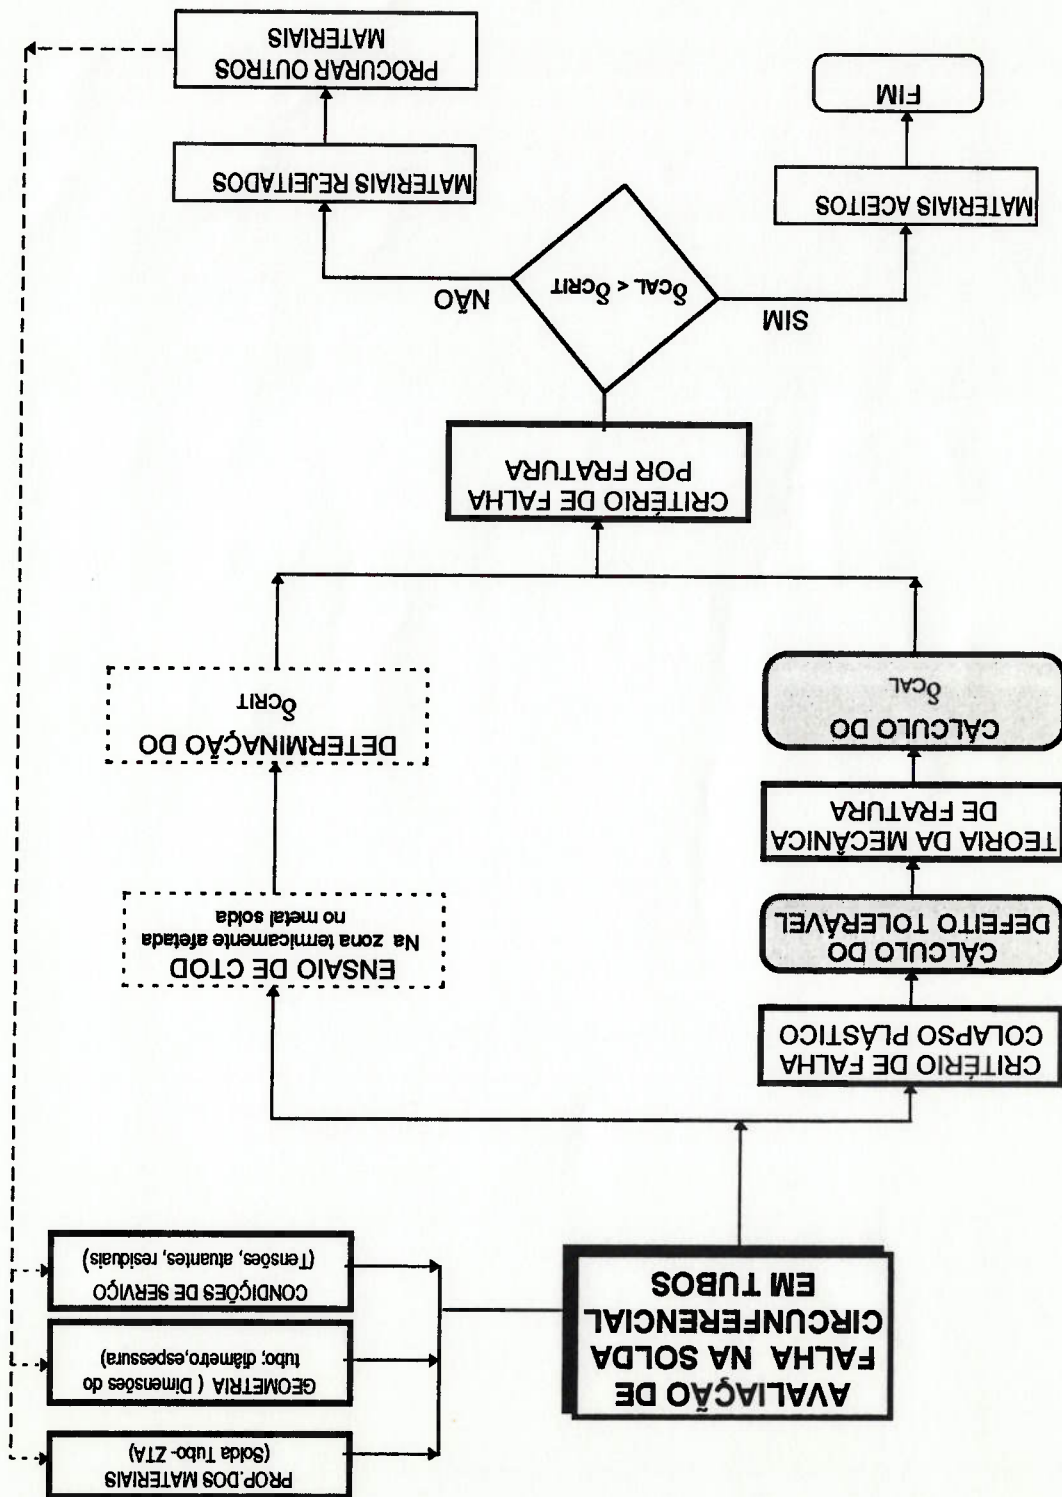 PROP.DOS MATERIAIS
(Solda Tubo- ZTA)
GEOMETRIA ( Dimensões do
tubo; diâmetro,espessura)
CONDIÇÕES DE SERVIÇO
(Tensões, atuantes, residuais)
AVALIAÇÃO DE
FALHA NA SOLDA
CIRCUNFERENCIAL
EM TUBOS
CRITÉRIO DE FALHA
COLAPSO PLÁSTICO
CÁLCULO DO
DEFEITO TOLERÁVEL
TEORIA DA MECÂNICA
DE FRATURA
CÁLCULO DO
δCAL
ENSAIO DE CTOD
Na zona termicamente afetada
no metal solda
DETERMINAÇÃO DO
δCRIT
CRITÉRIO DE FALHA
POR FRATURA
δCAL < δCRIT
SIM
NÃO
MATERIAIS ACEITOS
FIM
MATERIAIS REJEITADOS
PROCURAR OUTROS
MATERIAIS